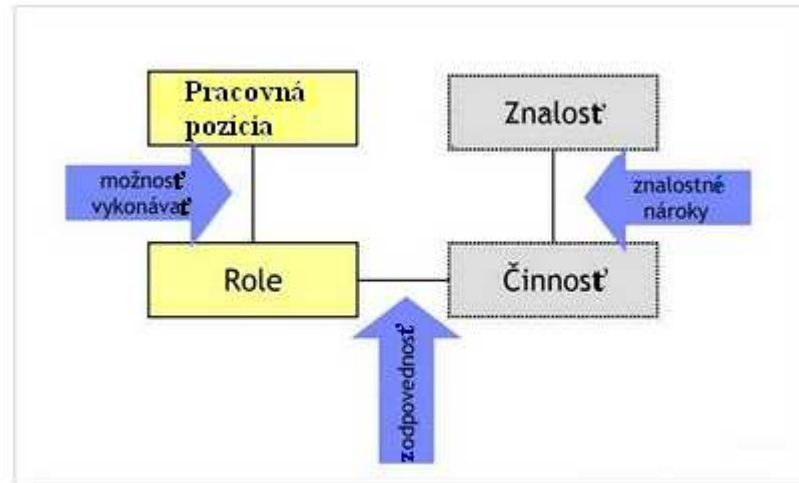 Pracovná
pozícia
Znalosť
možnosť
vykonávať
znalostné
nároky
Role
Činnosť
zodpovednosť